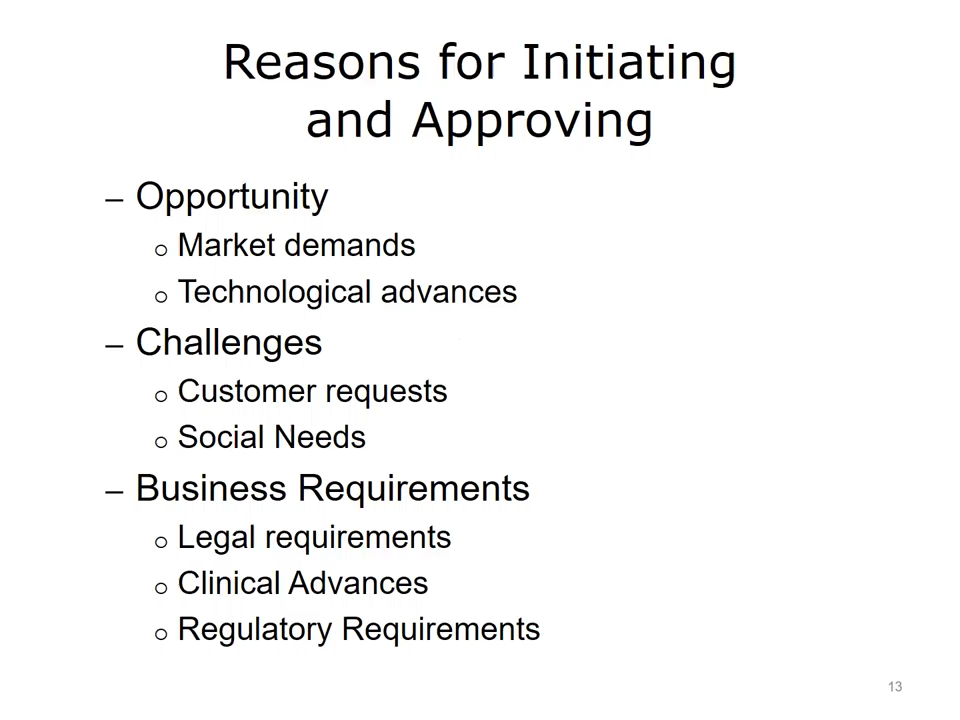 Reasons for Initiating
and Approving
– Opportunity
o Market demands
o Technological advances
– Challenges
o Customer requests
o Social Needs
– Business Requirements
o Legal requirements
o Clinical Advances
o Regulatory Requirements
13